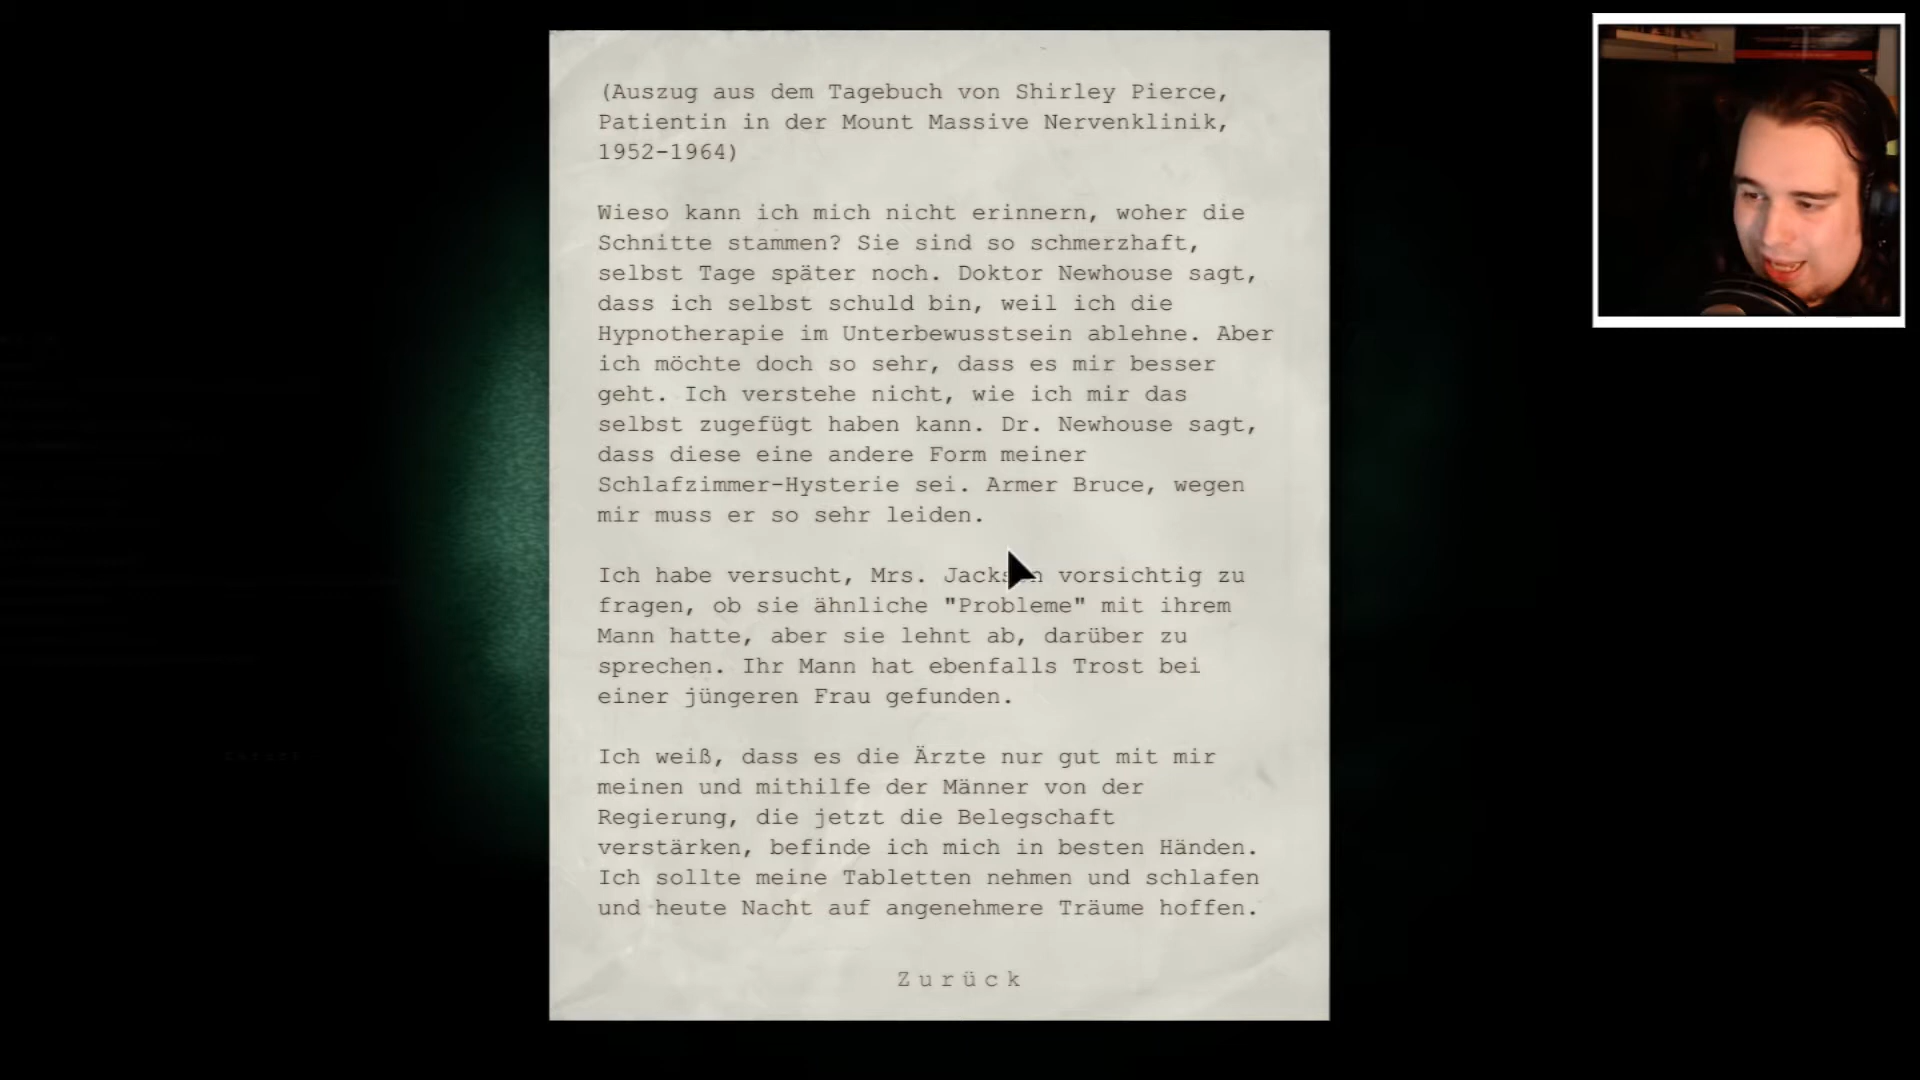 (Auszug aus dem Tagebuch von Shirley Pierce,
Patientin in der Mount Massive Nervenklinik,
1952-1964)
Wieso kann ich mich nicht erinnern, woher die
Schnitte stammen? Sie sind so schmerzhaft,
selbst Tage später noch. Doktor Newhouse sagt,
dass ich selbst schuld bin, weil ich die
Hypnotherapie im Unterbewusstsein ablehne. Aber
ich möchte doch so sehr, dass es mir besser
geht. Ich verstehe nicht, wie ich mir das
selbst zugefügt haben kann. Dr. Newhouse sagt,
dass diese eine andere Form meiner
Schlafzimmer-Hysterie sei. Armer Bruce, wegen
mir muss er so sehr leiden.
Ich habe versucht, Mrs. Jackson vorsichtig zu
fragen, ob sie ähnliche "Probleme" mit ihrem
Mann hatte, aber sie lehnt ab, darüber zu
sprechen. Ihr Mann hat ebenfalls Trost bei
einer jüngeren Frau gefunden.
Ich weiß, dass es die Ärzte nur gut mit mir
meinen und mithilfe der Männer von der
Regierung, die jetzt die Belegschaft
verstärken, befinde ich mich in besten Händen.
Ich sollte meine Tabletten nehmen und schlafen
und heute Nacht auf angenehmere Träume hoffen.
Zurück